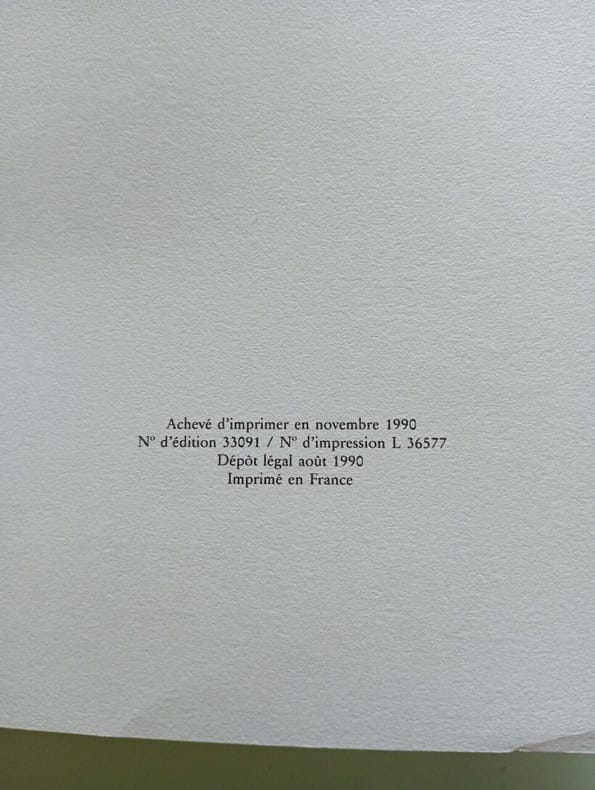 Achevé d'imprimer en novembre 1990
Nº d'édition 33091 / Nº d'impression L 36577
Dépôt légal août 1990
Imprimé en France